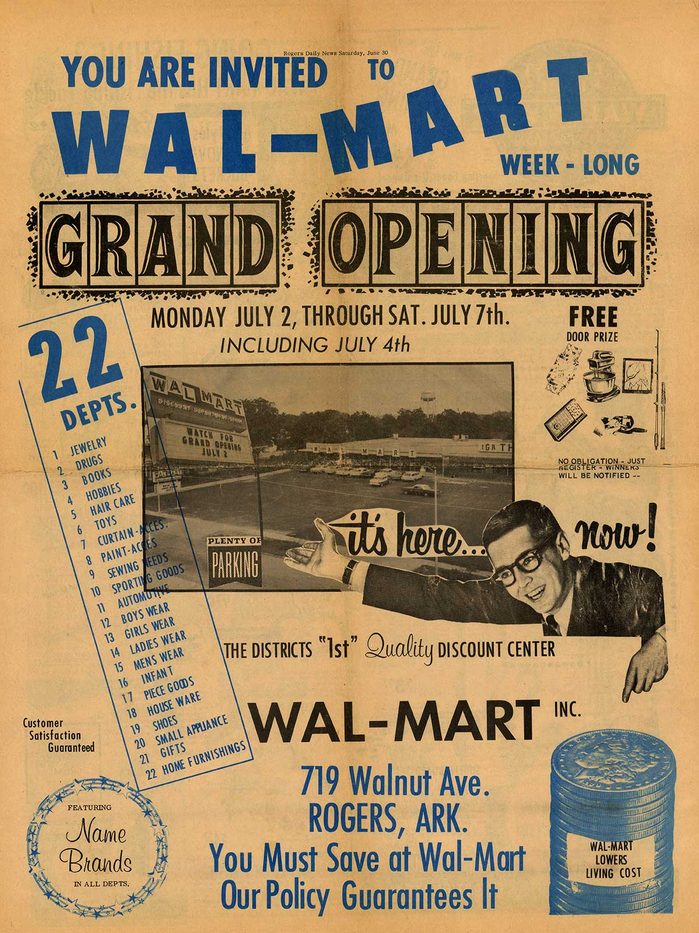 Rogers Daily News Saturday, June 30
YOU ARE INVITED TO
WAL-MART
WEEK - LONG
GRAND OPENING
MONDAY JULY 2, THROUGH SAT. JULY 7th.
INCLUDING JULY 4th
FREE
DOOR PRIZE
NO OBLIGATION - JUST
REGISTER - WINNERS
WILL BE NOTIFIED --
22
DEPTS.
1 JEWELRY
2 DRUGS
3 BOOKS
4 HOBBIES
5 HAIR CARE
6 TOYS
7 CURTAIN-ACCES.
8 PAINT-ACCES
9 SEWING NEEDS
10 SPORTING GOODS
11 AUTOMOTIVE
12 BOYS WEAR
13 GIRLS WEAR
14 LADIES WEAR
15 MENS WEAR
16 INFANT
17 PIECE GOODS
18 HOUSE WARE
19 SHOES
20 SMALL APPLIANCE
21 GIFTS
22 HOME FURNISHINGS
WAL MART
WATCH FOR
GRAND OPENING
JULY 2
WAL MART
PLENTY OF
PARKING
it's here... now!
THE DISTRICTS "1st" Quality DISCOUNT CENTER
WAL-MART INC.
Customer
Satisfaction
Guaranteed
719 Walnut Ave.
ROGERS, ARK.
You Must Save at Wal-Mart
Our Policy Guarantees It
FEATURING
Name
Brands
IN ALL DEPTS.
WAL-MART
LOWERS
LIVING COST